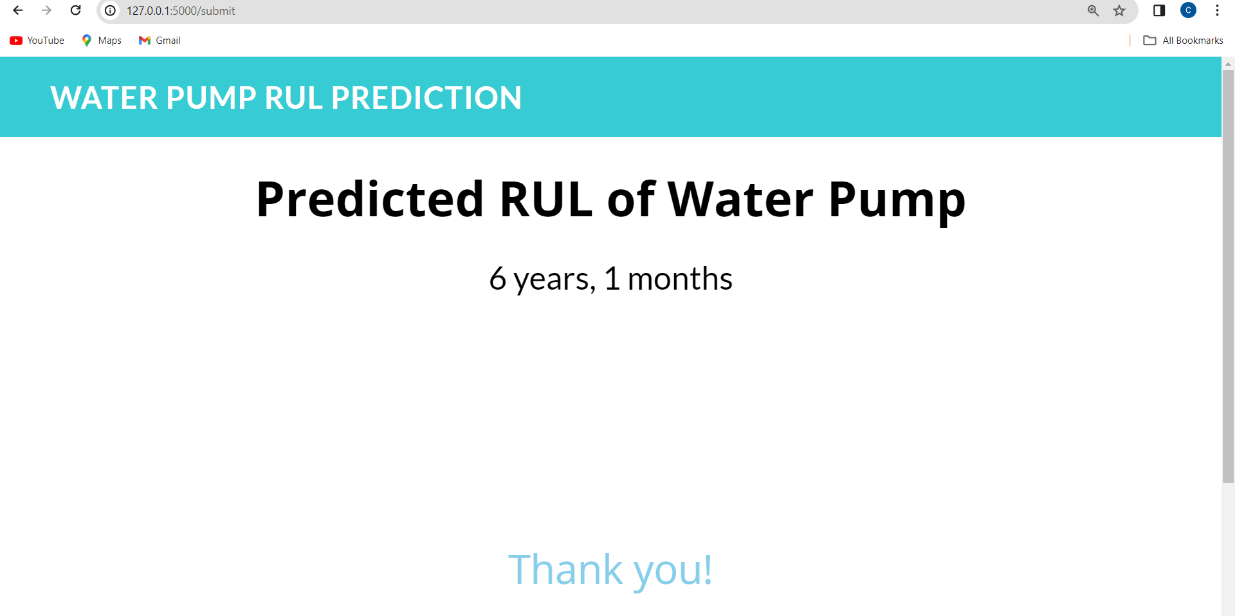 127.0.0.1:5000/submit
C
YouTube Maps Gmail All Bookmarks
WATER PUMP RUL PREDICTION
Predicted RUL of Water Pump
6 years, 1 months
Thank you!